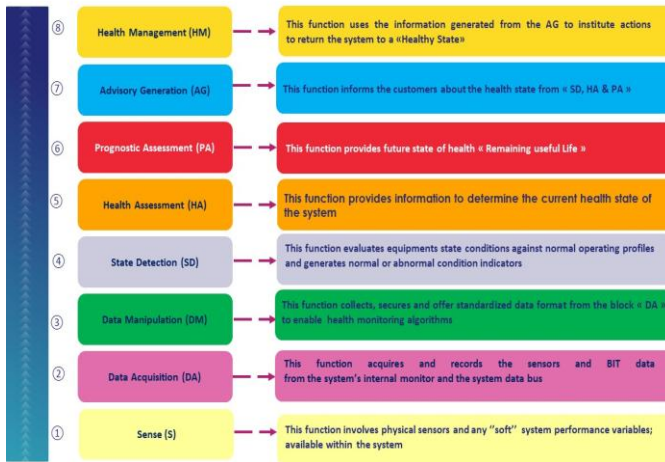 ⑧
Health Management (HM)
This function uses the information generated from the AG to institute actions
to return the system to a «Healthy State»
⑦
Advisory Generation (AG)
This function informs the customers about the health state from « SD, HA & PA »
⑥
Prognostic Assessment (PA)
This function provides future state of health « Remaining useful Life »
⑤
Health Assessment (HA)
This function provides information to determine the current health state of
the system
④
State Detection (SD)
This function evaluates equipments state conditions against normal operating profiles
and generates normal or abnormal condition indicators
③
Data Manipulation (DM)
This function collects, secures and offer standardized data format from the block « DA »
to enable health monitoring algorithms
②
Data Acquisition (DA)
This function acquires and records the sensors and BIT data
from the system's internal monitor and the system data bus
①
Sense (S)
This function involves physical sensors and any "soft" system performance variables;
available within the system